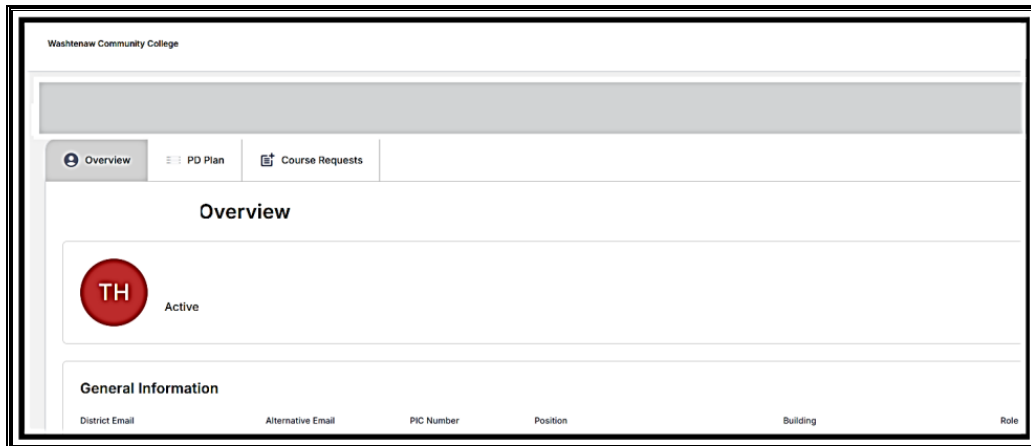 Washtenaw Community College
Overview PD Plan Course Requests
Overview
TH
Active
General Information
District Email Alternative Email PIC Number Position Building Role